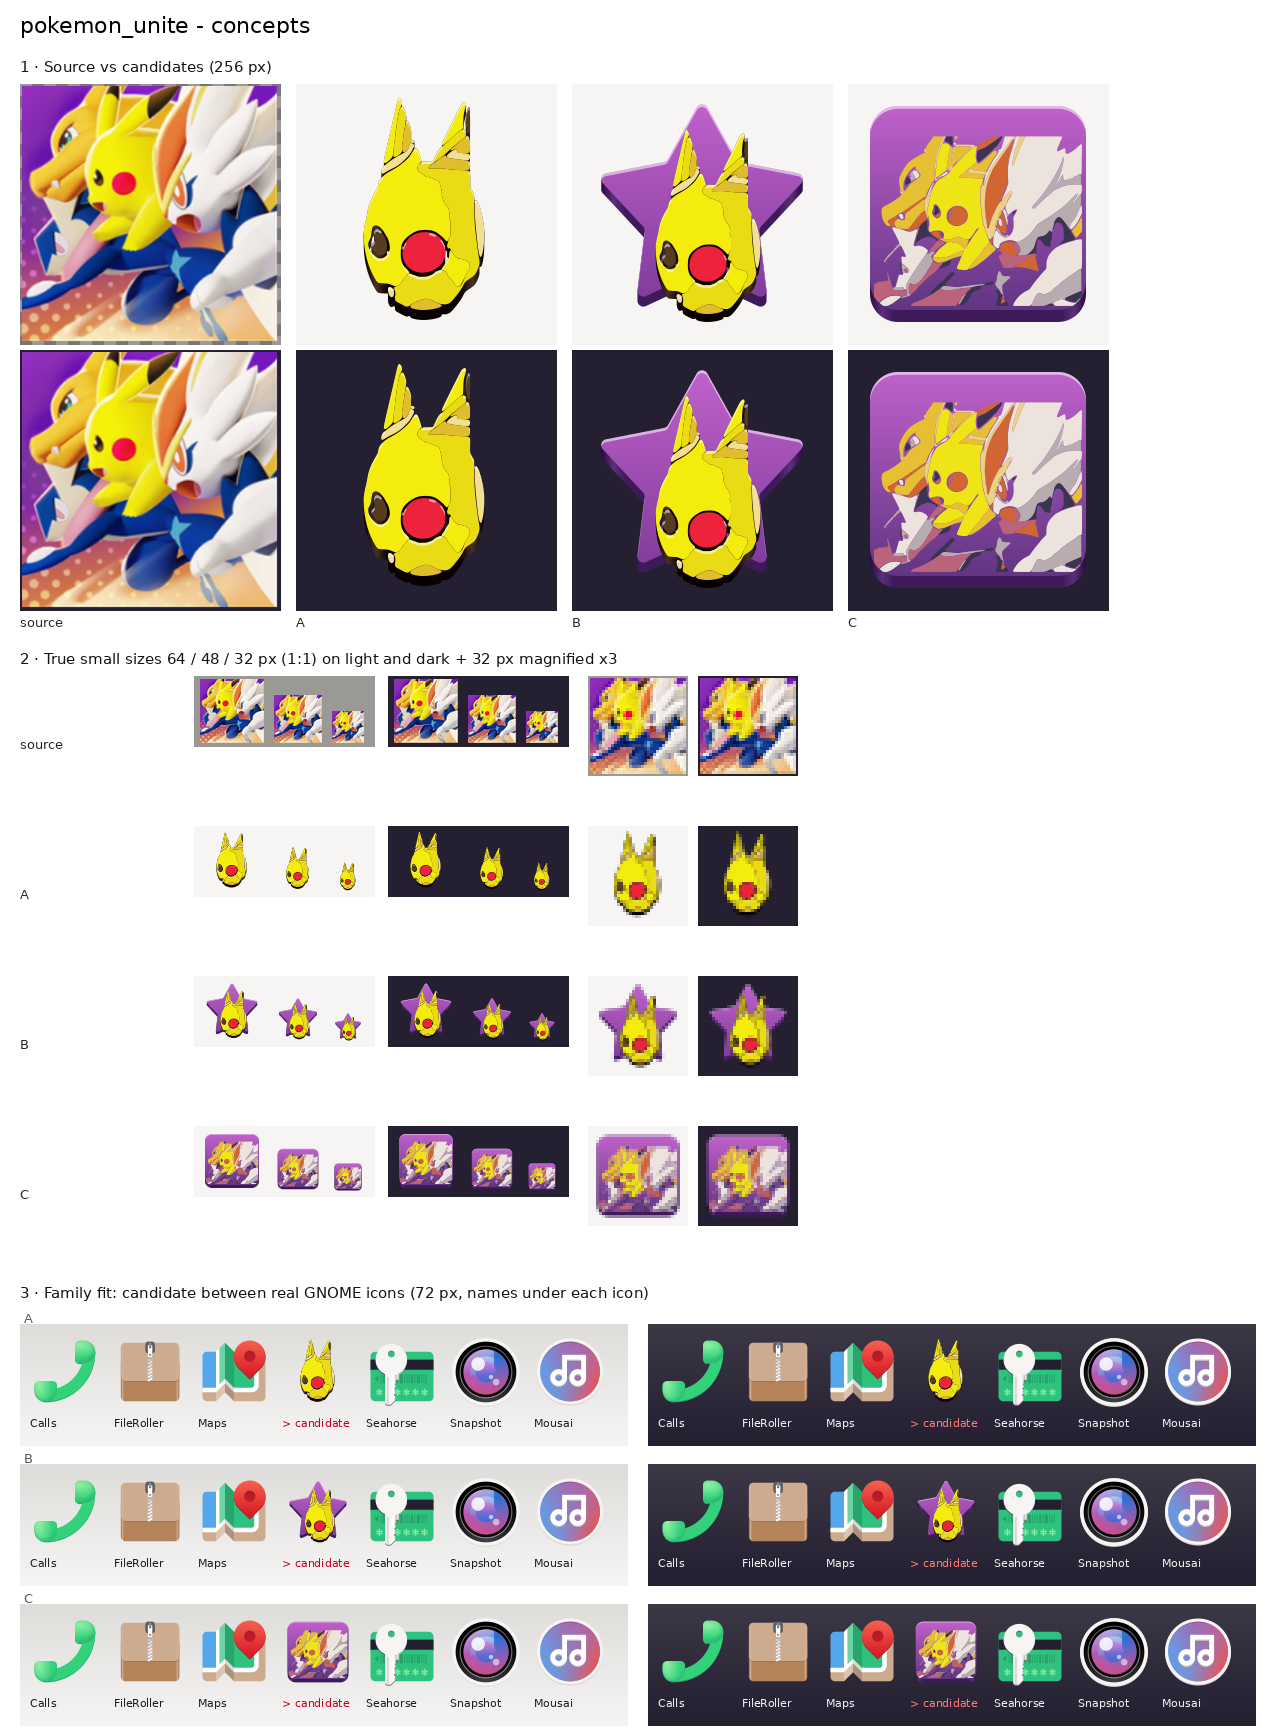 pokemon_unite - concepts
1 · Source vs candidates (256 px)
source
A
B
C
2 · True small sizes 64 / 48 / 32 px (1:1) on light and dark + 32 px magnified x3
source
A
B
C
3 · Family fit: candidate between real GNOME icons (72 px, names under each icon)
A
Calls FileRoller Maps > candidate Seahorse Snapshot Mousai
Calls FileRoller Maps > candidate Seahorse Snapshot Mousai
B
Calls FileRoller Maps > candidate Seahorse Snapshot Mousai
Calls FileRoller Maps > candidate Seahorse Snapshot Mousai
C
Calls FileRoller Maps > candidate Seahorse Snapshot Mousai
Calls FileRoller Maps > candidate Seahorse Snapshot Mousai